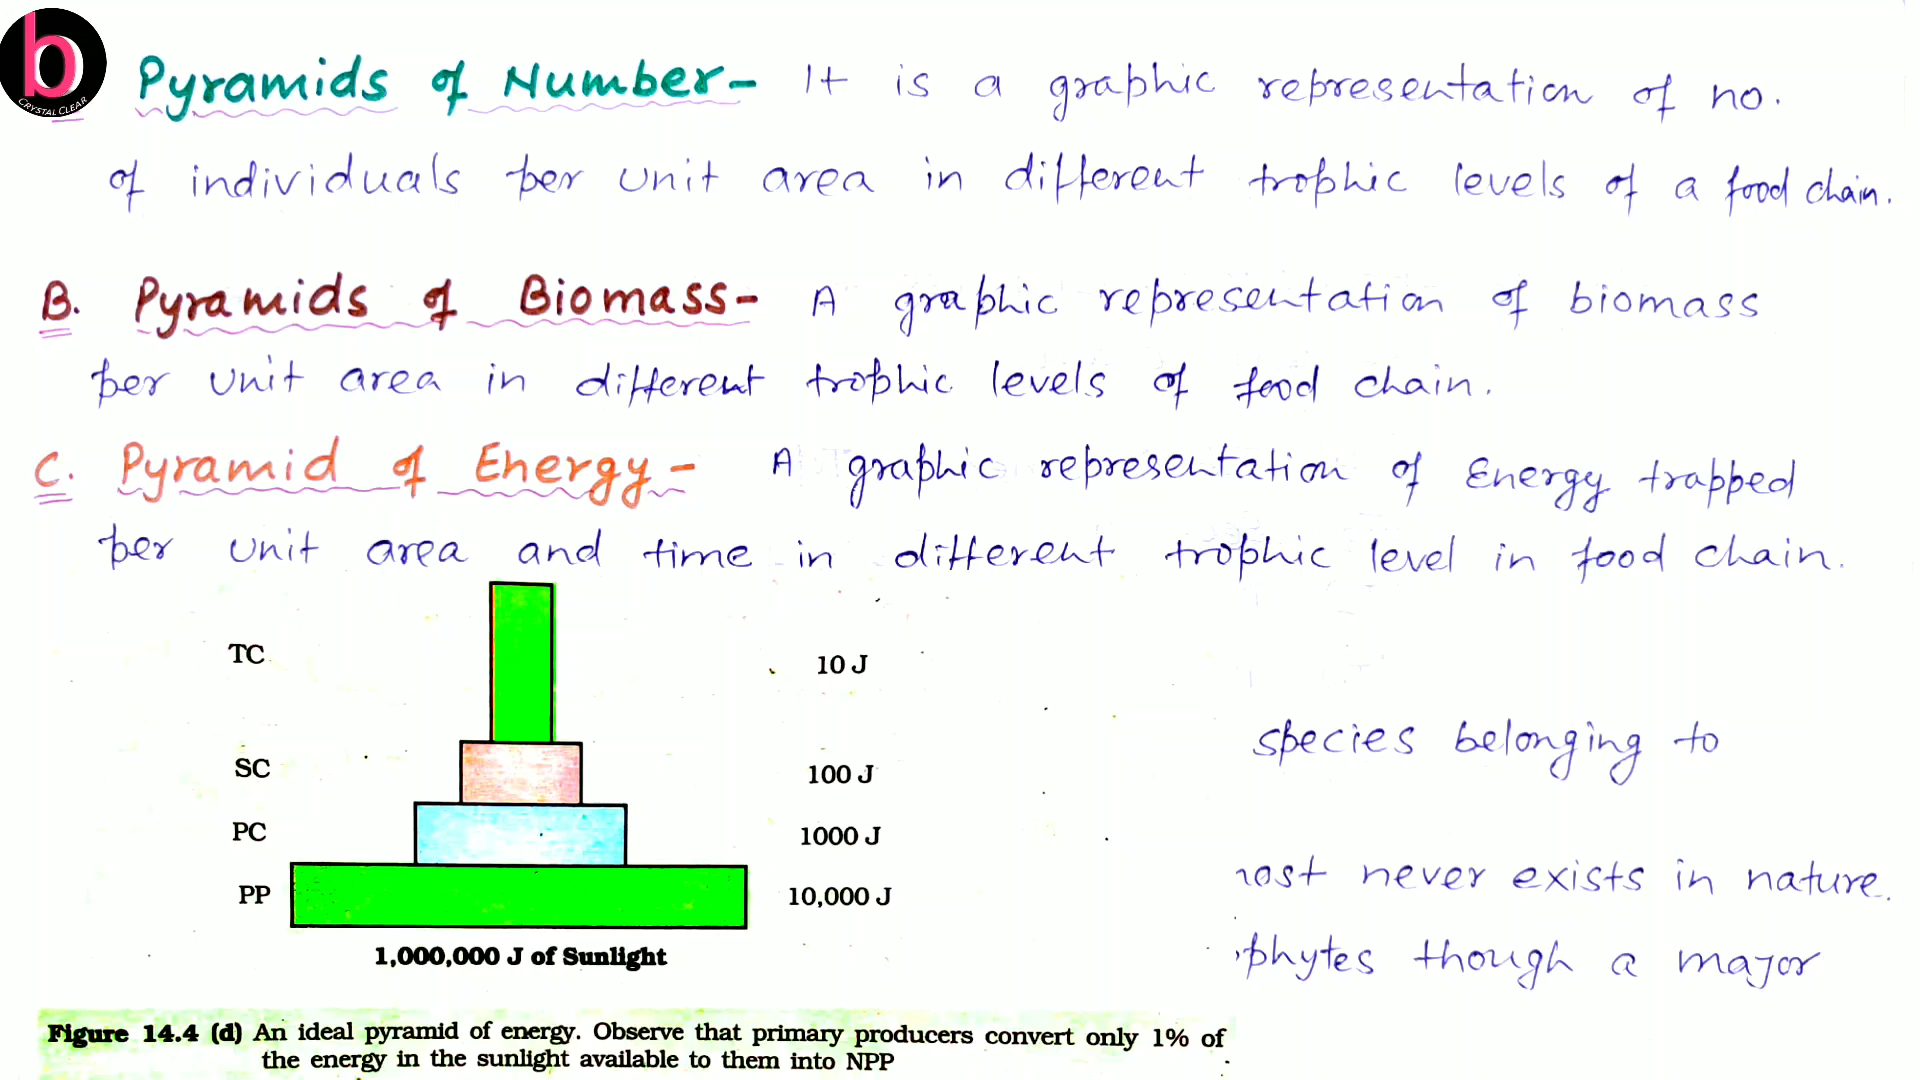 b
CRYSTAL CLEAR
Pyramids of Number- It is a graphic representation of no.
of individuals per unit area in different trophic levels of a food chain.
B. Pyramids of Biomass- A graphic representation of biomass
per unit area in different trophic levels of food chain.
C. Pyramid of Energy- A graphic representation of Energy trapped
per unit area and time in different trophic level in food chain.
TC 10 J
SC 100 J
PC 1000 J
PP 10,000 J
1,000,000 J of Sunlight
species belonging to
never exists in nature.
phytes though a major
Figure 14.4 (d) An ideal pyramid of energy. Observe that primary producers convert only 1% of
the energy in the sunlight available to them into NPP